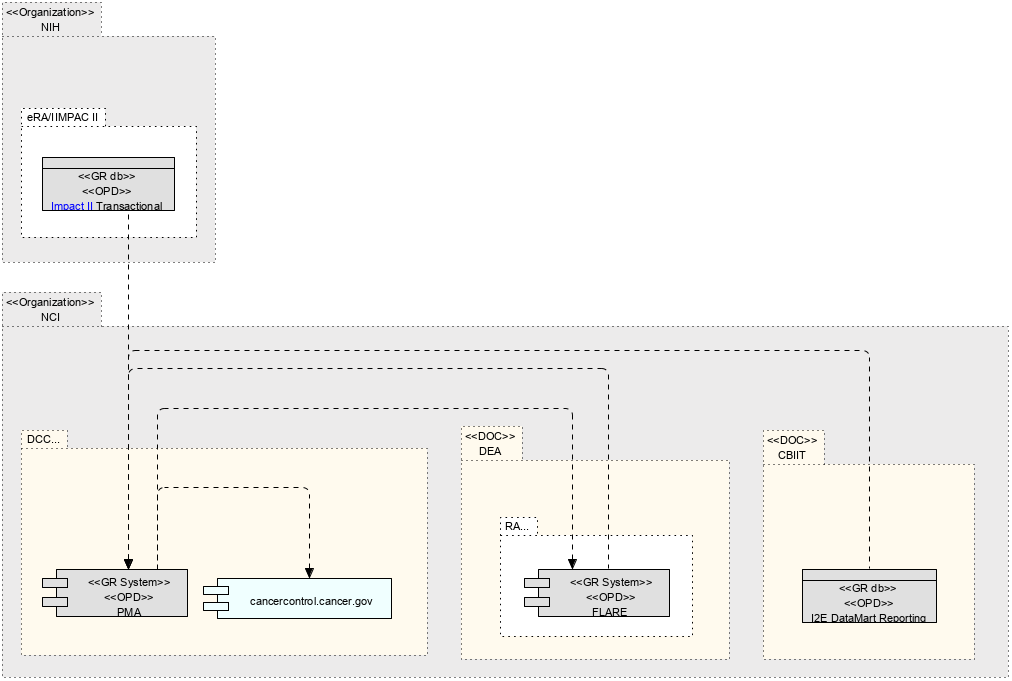 <<Organization>>
NIH
eRA/IIMPAC II
<<GR db>>
<<OPD>>
Impact II Transactional
<<Organization>>
NCI
DCC...
<<GR System>>
<<OPD>>
PMA
cancercontrol.cancer.gov
<<DOC>>
DEA
RA...
<<GR System>>
<<OPD>>
FLARE
<<DOC>>
CBIIT
<<GR db>>
<<OPD>>
I2E DataMart Reporting